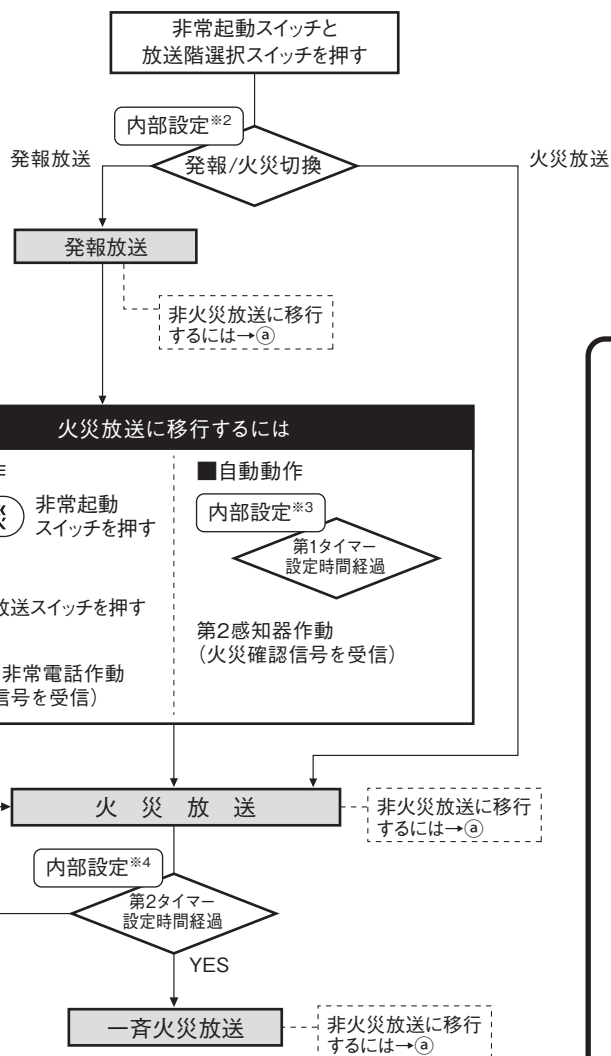 非常起動スイッチと
放送階選択スイッチを押す
内部設定※2
発報放送
発報/火災切換
火災放送
発報放送
非火災放送に移行
するには→ⓐ
火災放送に移行するには
非常起動
スイッチを押す
放送スイッチを押す
非常電話作動
信号を受信)
■自動動作
内部設定※3
第1タイマー
設定時間経過
第2感知器作動
(火災確認信号を受信)
火 災 放 送
非火災放送に移行
するには→ⓐ
内部設定※4
第2タイマー
設定時間経過
YES
一斉火災放送
非火災放送に移行
するには→ⓐ